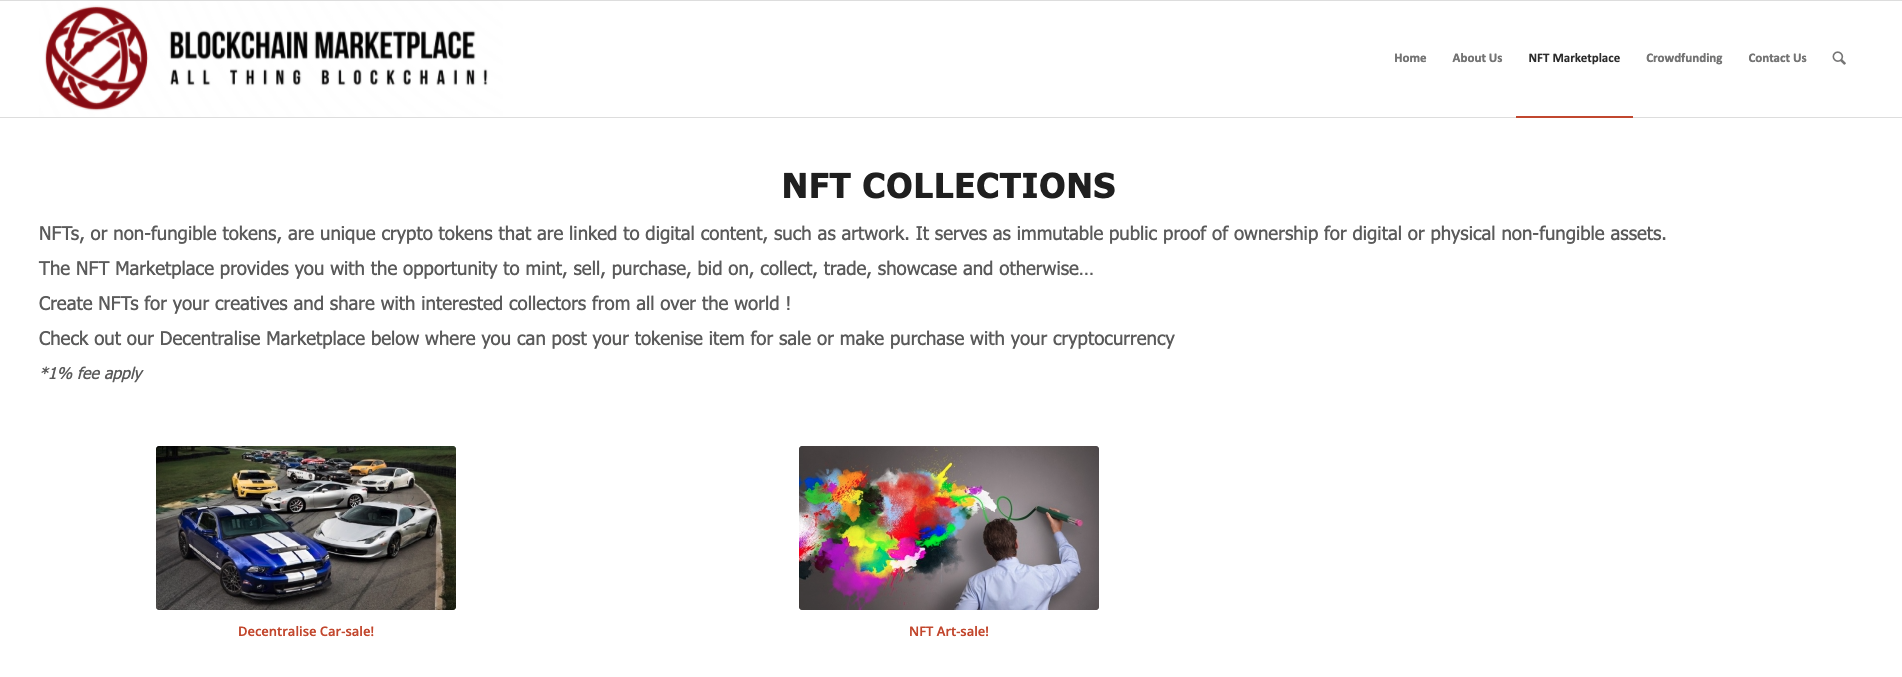 BLOCKCHAIN MARKETPLACE
ALL THING BLOCKCHAIN!
Home About Us NFT Marketplace Crowdfunding Contact Us
NFT COLLECTIONS
NFTs, or non-fungible tokens, are unique crypto tokens that are linked to digital content, such as artwork. It serves as immutable public proof of ownership for digital or physical non-fungible assets.
The NFT Marketplace provides you with the opportunity to mint, sell, purchase, bid on, collect, trade, showcase and otherwise...
Create NFTs for your creatives and share with interested collectors from all over the world !
Check out our Decentralise Marketplace below where you can post your tokenise item for sale or make purchase with your cryptocurrency
*1% fee apply
Decentralise Car-sale! NFT Art-sale!